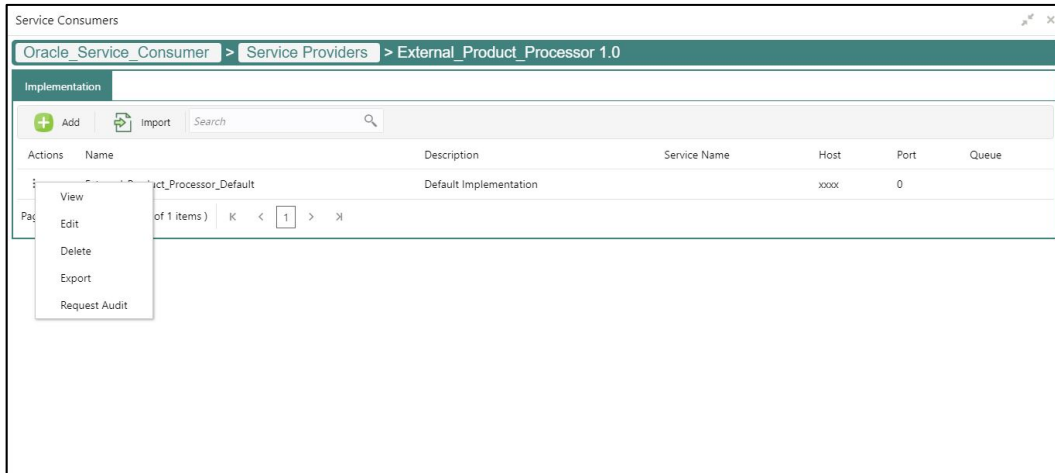 Service Consumers
Oracle_Service_Consumer > Service Providers > External_Product_Processor 1.0
Implementation
Add Import Search
Actions Name Description Service Name Host Port Queue
Default Implementation xxxx 0
of 1 items ) K < 1 > >|
View
Edit
Delete
Export
Request Audit